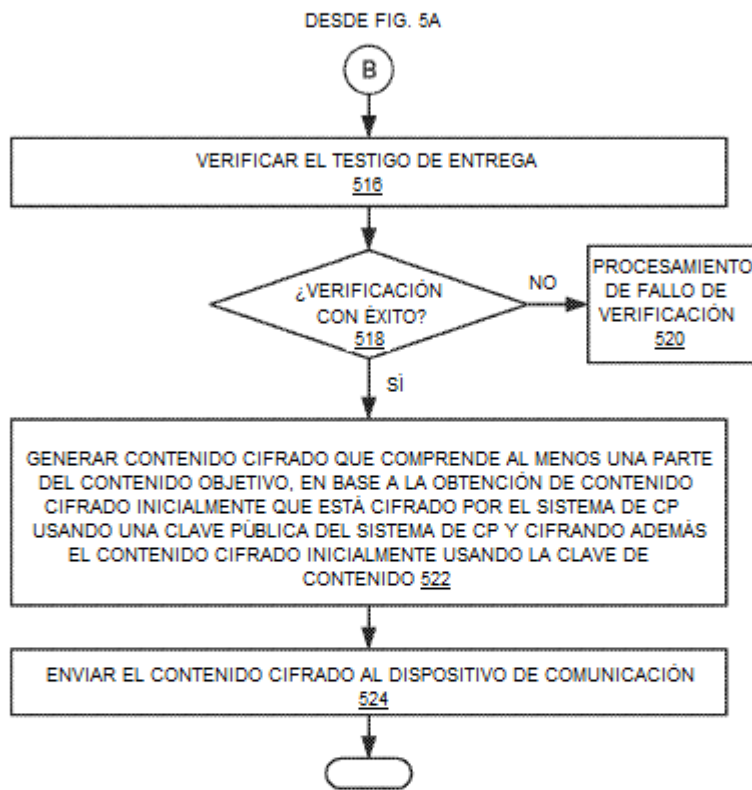 DESDE FIG. 5A
B
VERIFICAR EL TESTIGO DE ENTREGA
516
¿VERIFICACIÓN
CON ÉXITO?
518
NO
PROCESAMIENTO
DE FALLO DE
VERIFICACIÓN
520
SÍ
GENERAR CONTENIDO CIFRADO QUE COMPRENDE AL MENOS UNA PARTE
DEL CONTENIDO OBJETIVO, EN BASE A LA OBTENCIÓN DE CONTENIDO
CIFRADO INICIALMENTE QUE ESTÁ CIFRADO POR EL SISTEMA DE CP
USANDO UNA CLAVE PÚBLICA DEL SISTEMA DE CP Y CIFRANDO ADEMÁS
EL CONTENIDO CIFRADO INICIALMENTE USANDO LA CLAVE DE
CONTENIDO 522
ENVIAR EL CONTENIDO CIFRADO AL DISPOSITIVO DE COMUNICACIÓN
524